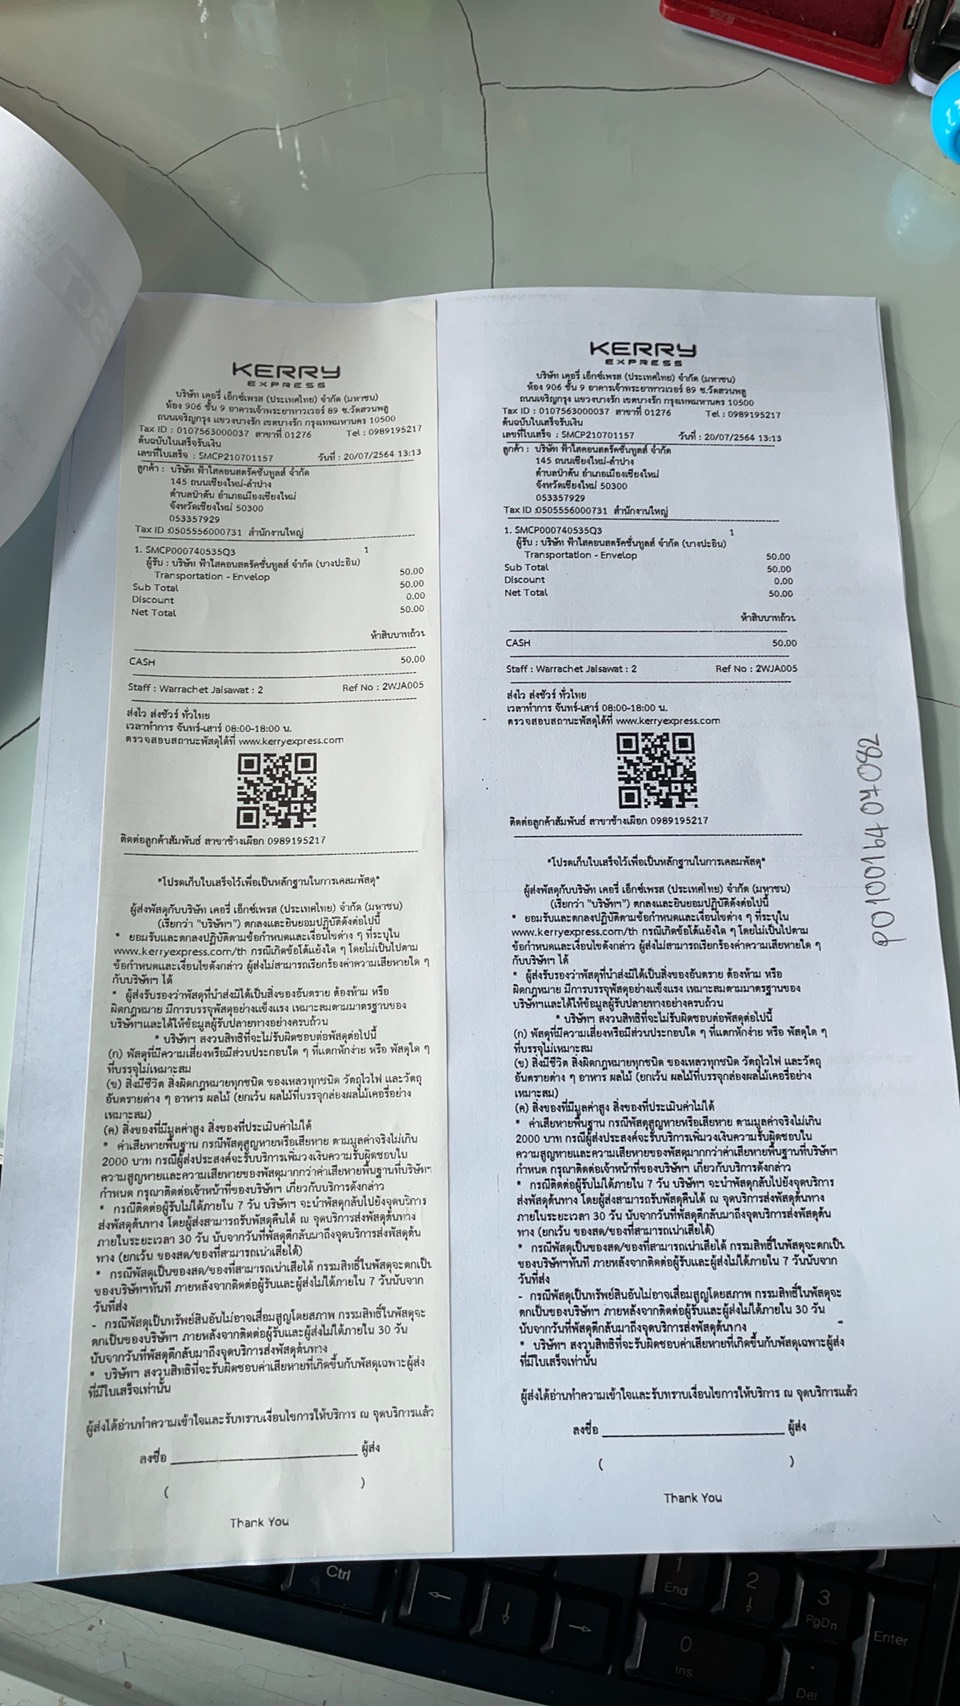 KERRY
EXPRESS
บริษัท เคอรี่ เอ็กซ์เพรส (ประเทศไทย) จำกัด (มหาชน)
ห้อง 906 ชั้น 9 อาคารเจ้าพระยาทาวเวอร์ 89 ซ.วัดสวนพลู
ถนนเจริญกรุง แขวงบางรัก เขตบางรัก กรุงเทพมหานคร 10500
Tax ID : 0107563000037 สาขาที่ 01276 Tel : 0989195217
ต้นฉบับใบเสร็จรับเงิน
เลขที่ใบเสร็จ : SMCP210701157 วันที่ : 20/07/2564 13:13
ลูกค้า : บริษัท ฟ้าใสคอนสตรัคชั่นทูลส์ จำกัด
145 ถนนเชียงใหม่-ลำปาง
ตำบลป่าตัน อำเภอเมืองเชียงใหม่
จังหวัดเชียงใหม่ 50300
053357929
Tax ID :0505556000731 สำนักงานใหญ่
1. SMCP000740535Q3 1
ผู้รับ : บริษัท ฟ้าใสคอนสตรัคชั่นทูลส์ จำกัด (บางปะอิน)
Transportation - Envelop 50.00
Sub Total 50.00
Discount 0.00
Net Total 50.00
ห้าสิบบาทถ้วน
CASH 50.00
Staff : Warrachet Jaisawat : 2 Ref No : 2WJA005
ส่งไว ส่งชัวร์ ทั่วไทย
เวลาทำการ จันทร์-เสาร์ 08:00-18:00 น.
ตรวจสอบสถานะพัสดุได้ที่ www.kerryexpress.com
ติดต่อลูกค้าสัมพันธ์ สาขาช้างเผือก 0989195217
*โปรดเก็บใบเสร็จไว้เพื่อเป็นหลักฐานในการเคลมพัสดุ*
ผู้ส่งพัสดุกับบริษัท เคอรี่ เอ็กซ์เพรส (ประเทศไทย) จำกัด (มหาชน)
(เรียกว่า "บริษัทฯ") ตกลงและยินยอมปฏิบัติดังต่อไปนี้
* ยอมรับและตกลงปฏิบัติตามข้อกำหนดและเงื่อนไขต่าง ๆ ที่ระบุใน
www.kerryexpress.com/th กรณีเกิดข้อโต้แย้งใด ๆ โดยไม่เป็นไปตาม
ข้อกำหนดและเงื่อนไขดังกล่าว ผู้ส่งไม่สามารถเรียกร้องค่าความเสียหายใด ๆ
กับบริษัทฯ ได้
* ผู้ส่งรับรองว่าพัสดุที่นำส่งมิได้เป็นสิ่งของอันตราย ต้องห้าม หรือ
ผิดกฎหมาย มีการบรรจุพัสดุอย่างแข็งแรง เหมาะสมตามมาตรฐานของ
บริษัทฯและได้ให้ข้อมูลผู้รับปลายทางอย่างครบถ้วน
* บริษัทฯ สงวนสิทธิที่จะไม่รับผิดชอบต่อพัสดุดังต่อไปนี้
(ก) พัสดุที่มีความเสี่ยงหรือมีส่วนประกอบใด ๆ ที่แตกหักง่าย หรือ พัสดุใด ๆ
ที่บรรจุไม่เหมาะสม
(ข) สิ่งมีชีวิต สิ่งผิดกฎหมายทุกชนิด ของเหลวทุกชนิด วัตถุไวไฟ และวัตถุ
อันตรายต่าง ๆ อาหาร ผลไม้ (ยกเว้น ผลไม้ที่บรรจุกล่องผลไม้เคอรี่อย่าง
เหมาะสม)
(ค) สิ่งของที่มีมูลค่าสูง สิ่งของที่ประเมินค่าไม่ได้
* ค่าเสียหายพื้นฐาน กรณีพัสดุสูญหายหรือเสียหาย ตามมูลค่าจริงไม่เกิน
2000 บาท กรณีผู้ส่งประสงค์จะรับบริการเพิ่มวงเงินความรับผิดชอบใน
ความสูญหายและความเสียหายของพัสดุมากกว่าค่าเสียหายพื้นฐานที่บริษัทฯ
กำหนด กรุณาติดต่อเจ้าหน้าที่ของบริษัทฯ เกี่ยวกับบริการดังกล่าว
* กรณีติดต่อผู้รับไม่ได้ภายใน 7 วัน บริษัทฯ จะนำพัสดุกลับไปยังจุดบริการ
ส่งพัสดุต้นทาง โดยผู้ส่งสามารถรับพัสดุคืนได้ ณ จุดบริการส่งพัสดุต้นทาง
ภายในระยะเวลา 30 วัน นับจากวันที่พัสดุตีกลับมาถึงจุดบริการส่งพัสดุต้น
ทาง (ยกเว้น ของสด/ของที่สามารถเน่าเสียได้)
* กรณีพัสดุเป็นของสด/ของที่สามารถเน่าเสียได้ กรรมสิทธิ์ในพัสดุจะตกเป็น
ของบริษัทฯทันที ภายหลังจากติดต่อผู้รับและผู้ส่งไม่ได้ภายใน 7 วันนับจาก
วันที่ส่ง
- กรณีพัสดุเป็นทรัพย์สินอันไม่อาจเสื่อมสูญโดยสภาพ กรรมสิทธิ์ในพัสดุจะ
ตกเป็นของบริษัทฯ ภายหลังจากติดต่อผู้รับและผู้ส่งไม่ได้ภายใน 30 วัน
นับจากวันที่พัสดุตีกลับมาถึงจุดบริการส่งพัสดุต้นทาง
* บริษัทฯ สงวนสิทธิที่จะรับผิดชอบค่าเสียหายที่เกิดขึ้นกับพัสดุเฉพาะผู้ส่ง
ที่มีใบเสร็จเท่านั้น
ผู้ส่งได้อ่านทำความเข้าใจและรับทราบเงื่อนไขการให้บริการ ณ จุดบริการแล้ว
ลงชื่อ ผู้ส่ง
( )
Thank You
KERRY
EXPRESS
บริษัท เคอรี่ เอ็กซ์เพรส (ประเทศไทย) จำกัด (มหาชน)
ห้อง 906 ชั้น 9 อาคารเจ้าพระยาทาวเวอร์ 89 ซ.วัดสวนพลู
ถนนเจริญกรุง แขวงบางรัก เขตบางรัก กรุงเทพมหานคร 10500
Tax ID : 0107563000037 สาขาที่ 01276 Tel : 0989195217
ต้นฉบับใบเสร็จรับเงิน
เลขที่ใบเสร็จ : SMCP210701157 วันที่ : 20/07/2564 13:13
ลูกค้า : บริษัท ฟ้าใสคอนสตรัคชั่นทูลส์ จำกัด
145 ถนนเชียงใหม่-ลำปาง
ตำบลป่าตัน อำเภอเมืองเชียงใหม่
จังหวัดเชียงใหม่ 50300
053357929
Tax ID :0505556000731 สำนักงานใหญ่
1. SMCP000740535Q3 1
ผู้รับ : บริษัท ฟ้าใสคอนสตรัคชั่นทูลส์ จำกัด (บางปะอิน)
Transportation - Envelop 50.00
Sub Total 50.00
Discount 0.00
Net Total 50.00
ห้าสิบบาทถ้วน
CASH 50.00
Staff : Warrachet Jaisawat : 2 Ref No : 2WJA005
ส่งไว ส่งชัวร์ ทั่วไทย
เวลาทำการ จันทร์-เสาร์ 08:00-18:00 น.
ตรวจสอบสถานะพัสดุได้ที่ www.kerryexpress.com
ติดต่อลูกค้าสัมพันธ์ สาขาช้างเผือก 0989195217
*โปรดเก็บใบเสร็จไว้เพื่อเป็นหลักฐานในการเคลมพัสดุ*
ผู้ส่งพัสดุกับบริษัท เคอรี่ เอ็กซ์เพรส (ประเทศไทย) จำกัด (มหาชน)
(เรียกว่า "บริษัทฯ") ตกลงและยินยอมปฏิบัติดังต่อไปนี้
* ยอมรับและตกลงปฏิบัติตามข้อกำหนดและเงื่อนไขต่าง ๆ ที่ระบุใน
www.kerryexpress.com/th กรณีเกิดข้อโต้แย้งใด ๆ โดยไม่เป็นไปตาม
ข้อกำหนดและเงื่อนไขดังกล่าว ผู้ส่งไม่สามารถเรียกร้องค่าความเสียหายใด ๆ
กับบริษัทฯ ได้
* ผู้ส่งรับรองว่าพัสดุที่นำส่งมิได้เป็นสิ่งของอันตราย ต้องห้าม หรือ
ผิดกฎหมาย มีการบรรจุพัสดุอย่างแข็งแรง เหมาะสมตามมาตรฐานของ
บริษัทฯและได้ให้ข้อมูลผู้รับปลายทางอย่างครบถ้วน
* บริษัทฯ สงวนสิทธิที่จะไม่รับผิดชอบต่อพัสดุดังต่อไปนี้
(ก) พัสดุที่มีความเสี่ยงหรือมีส่วนประกอบใด ๆ ที่แตกหักง่าย หรือ พัสดุใด ๆ
ที่บรรจุไม่เหมาะสม
(ข) สิ่งมีชีวิต สิ่งผิดกฎหมายทุกชนิด ของเหลวทุกชนิด วัตถุไวไฟ และวัตถุ
อันตรายต่าง ๆ อาหาร ผลไม้ (ยกเว้น ผลไม้ที่บรรจุกล่องผลไม้เคอรี่อย่าง
เหมาะสม)
(ค) สิ่งของที่มีมูลค่าสูง สิ่งของที่ประเมินค่าไม่ได้
* ค่าเสียหายพื้นฐาน กรณีพัสดุสูญหายหรือเสียหาย ตามมูลค่าจริงไม่เกิน
2000 บาท กรณีผู้ส่งประสงค์จะรับบริการเพิ่มวงเงินความรับผิดชอบใน
ความสูญหายและความเสียหายของพัสดุมากกว่าค่าเสียหายพื้นฐานที่บริษัทฯ
กำหนด กรุณาติดต่อเจ้าหน้าที่ของบริษัทฯ เกี่ยวกับบริการดังกล่าว
* กรณีติดต่อผู้รับไม่ได้ภายใน 7 วัน บริษัทฯ จะนำพัสดุกลับไปยังจุดบริการ
ส่งพัสดุต้นทาง โดยผู้ส่งสามารถรับพัสดุคืนได้ ณ จุดบริการส่งพัสดุต้นทาง
ภายในระยะเวลา 30 วัน นับจากวันที่พัสดุตีกลับมาถึงจุดบริการส่งพัสดุต้น
ทาง (ยกเว้น ของสด/ของที่สามารถเน่าเสียได้)
* กรณีพัสดุเป็นของสด/ของที่สามารถเน่าเสียได้ กรรมสิทธิ์ในพัสดุจะตกเป็น
ของบริษัทฯทันที ภายหลังจากติดต่อผู้รับและผู้ส่งไม่ได้ภายใน 7 วันนับจาก
วันที่ส่ง
- กรณีพัสดุเป็นทรัพย์สินอันไม่อาจเสื่อมสูญโดยสภาพ กรรมสิทธิ์ในพัสดุจะ
ตกเป็นของบริษัทฯ ภายหลังจากติดต่อผู้รับและผู้ส่งไม่ได้ภายใน 30 วัน
นับจากวันที่พัสดุตีกลับมาถึงจุดบริการส่งพัสดุต้นทาง
* บริษัทฯ สงวนสิทธิที่จะรับผิดชอบค่าเสียหายที่เกิดขึ้นกับพัสดุเฉพาะผู้ส่ง
ที่มีใบเสร็จเท่านั้น
ผู้ส่งได้อ่านทำความเข้าใจและรับทราบเงื่อนไขการให้บริการ ณ จุดบริการแล้ว
ลงชื่อ ผู้ส่ง
( )
Thank You
PO10016407082
Ctrl
1
End
2
3
PgDn
Enter
0
Ins
.
Del